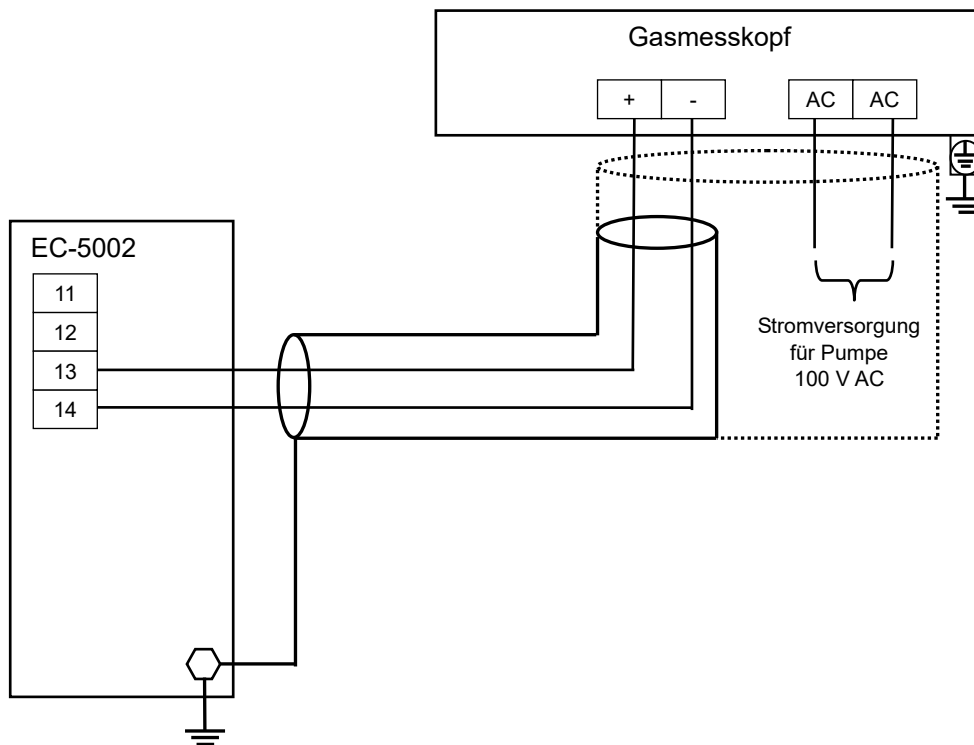 Gasmesskopf
+
-
AC
AC
EC-5002
11
12
13
14
Stromversorgung
für Pumpe
100 V AC